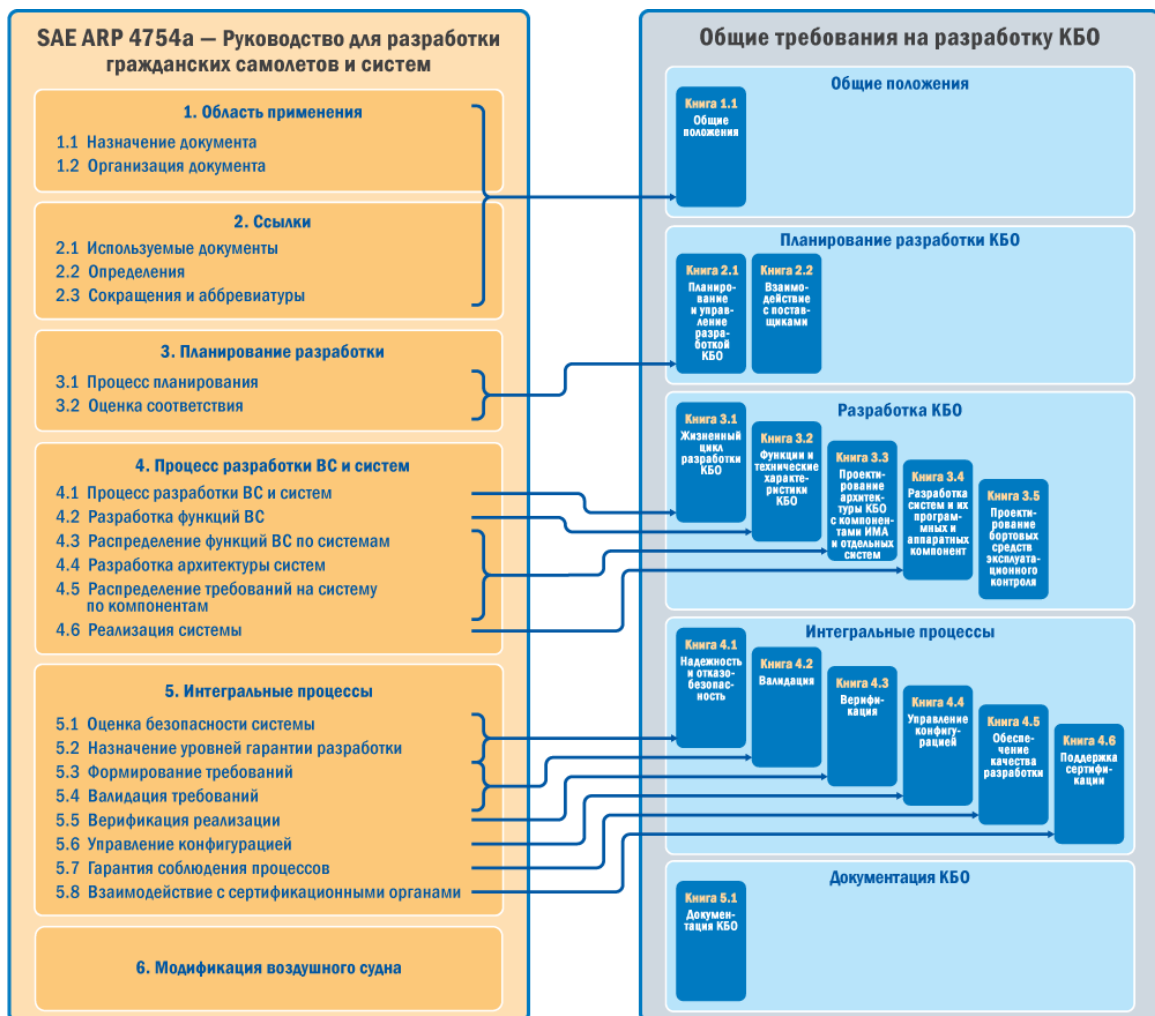 SAE ARP 4754a — Руководство для разработки
гражданских самолетов и систем
1. Область применения
1.1 Назначение документа
1.2 Организация документа
2. Ссылки
2.1 Используемые документы
2.2 Определения
2.3 Сокращения и аббревиатуры
3. Планирование разработки
3.1 Процесс планирования
3.2 Оценка соответствия
4. Процесс разработки ВС и систем
4.1 Процесс разработки ВС и систем
4.2 Разработка функций ВС
4.3 Распределение функций ВС по системам
4.4 Разработка архитектуры систем
4.5 Распределение требований на систему
по компонентам
4.6 Реализация системы
5. Интегральные процессы
5.1 Оценка безопасности системы
5.2 Назначение уровней гарантии разработки
5.3 Формирование требований
5.4 Валидация требований
5.5 Верификация реализации
5.6 Управление конфигурацией
5.7 Гарантия соблюдения процессов
5.8 Взаимодействие с сертификационными органами
6. Модификация воздушного судна
Общие требования на разработку КБО
Общие положения
Книга 1.1
Общие
положения
Планирование разработки КБО
Книга 2.1
Планиро-
вание
и управ-
ление
разра-
боткой
КБО
Книга 2.2
Взаимо-
действие
с постав-
щиками
Разработка КБО
Книга 3.1
Жизненный
цикл
разработки
КБО
Книга 3.2
Функции и
технические
характе-
ристики
КБО
Книга 3.3
Проекти-
рование
архитек-
туры КБО
с компонен-
тами ИМА
и отдельных
систем
Книга 3.4
Разработка
систем и их
програм-
мных и
аппаратных
компонент
Книга 3.5
Проекти-
рование
бортовых
средств
эксплуата-
ционного
контроля
Интегральные процессы
Книга 4.1
Надежность
и отказо-
безопас-
ность
Книга 4.2
Валидация
Книга 4.3
Верифи-
кация
Книга 4.4
Управление
конфигу-
рацией
Книга 4.5
Обеспе-
чение
качества
разработки
Книга 4.6
Поддержка
сертифи-
кации
Документация КБО
Книга 5.1
Докумен-
тация КБО